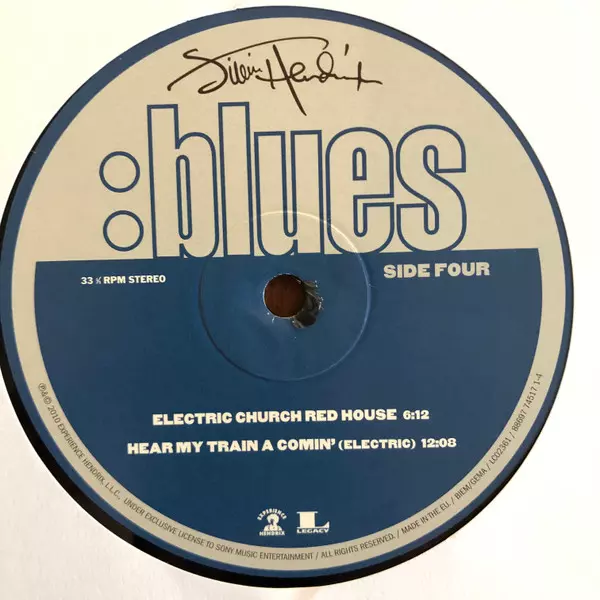 Jimi Hendrix
:blues
33 ⅓ RPM STEREO
SIDE FOUR
ELECTRIC CHURCH RED HOUSE 6:12
HEAR MY TRAIN A COMIN' (ELECTRIC) 12:08
EXPERIENCE
HENDRIX
L
LEGACY
℗&© 2010 EXPERIENCE HENDRIX, L.L.C., UNDER EXCLUSIVE LICENSE TO SONY MUSIC ENTERTAINMENT / ALL RIGHTS RESERVED. / MADE IN THE EU. / BIEM/GEMA / LC02361 / 88697 74517 1-4